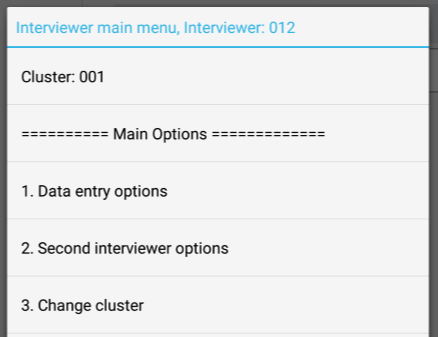 Interviewer main menu, Interviewer: 012
Cluster: 001
========== Main Options =============
1. Data entry options
2. Second interviewer options
3. Change cluster